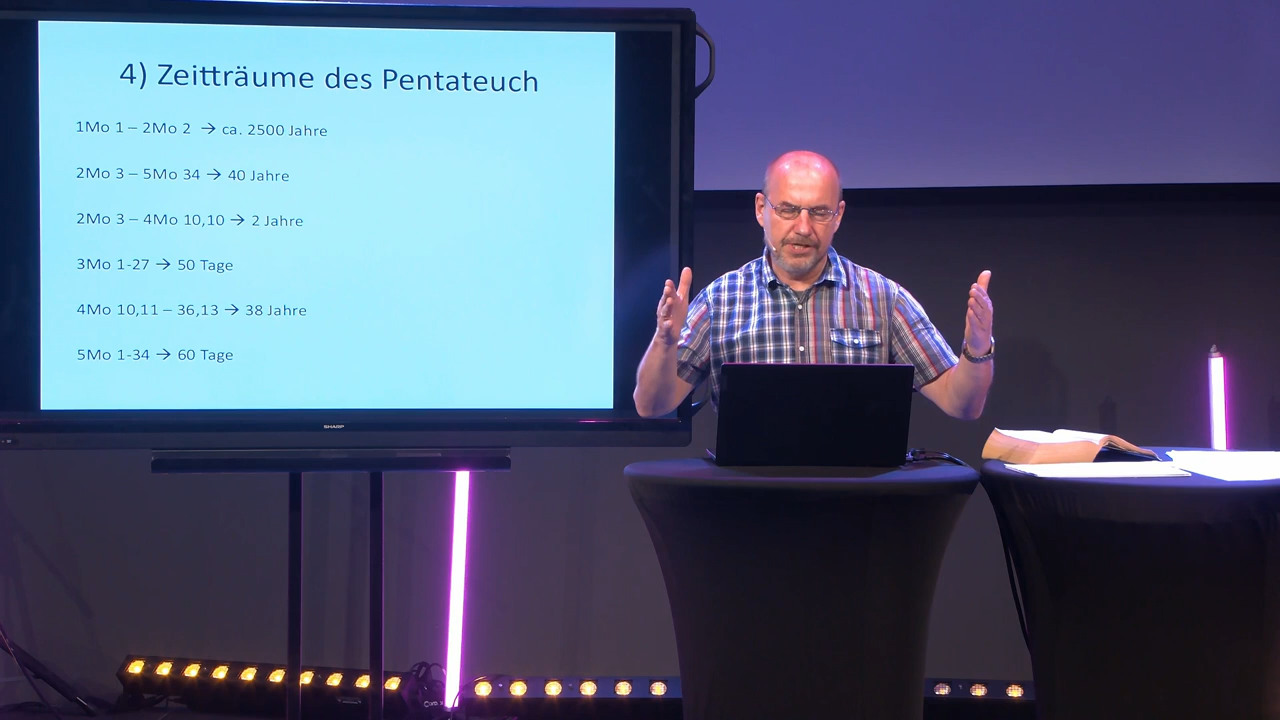 4) Zeitträume des Pentateuch
1Mo 1 – 2Mo 2 → ca. 2500 Jahre
2Mo 3 – 5Mo 34 → 40 Jahre
2Mo 3 – 4Mo 10,10 → 2 Jahre
3Mo 1-27 → 50 Tage
4Mo 10,11 – 36,13 → 38 Jahre
5Mo 1-34 → 60 Tage
SHARP